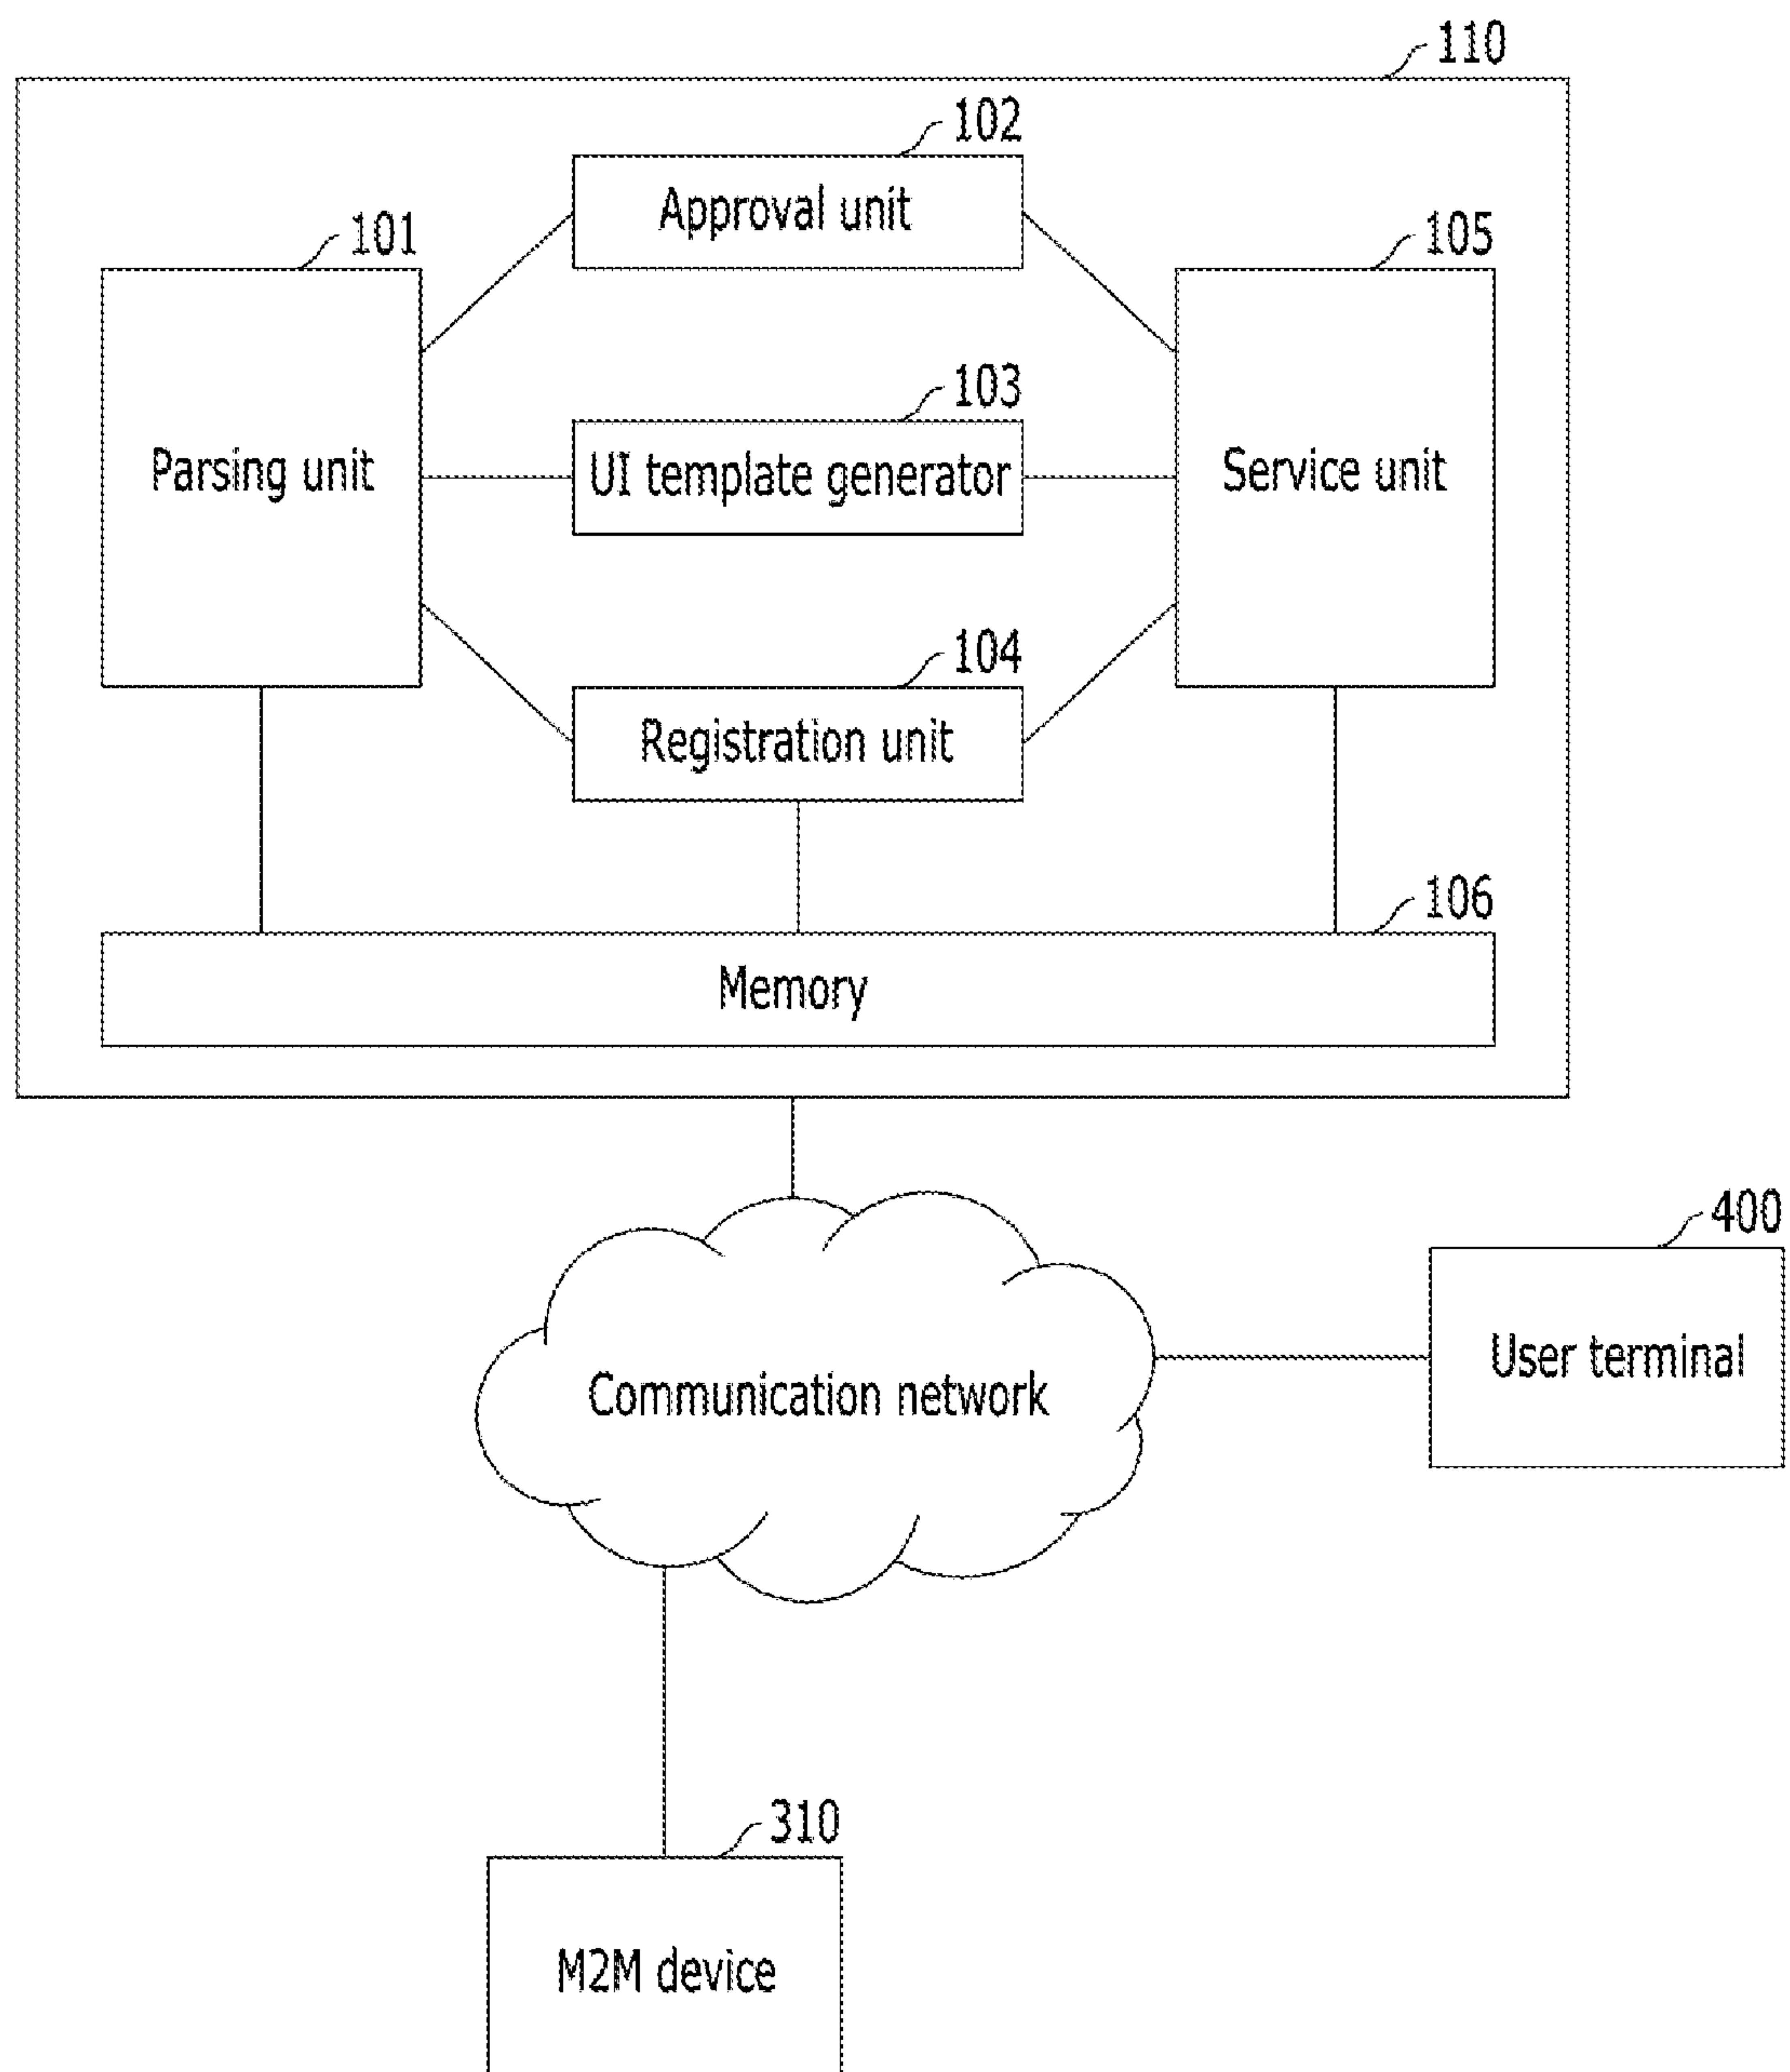 110
102
Approval unit
101
105
103
Parsing unit
UI template generator
Service unit
104
Registration unit
106
Memory
400
User terminal
Communication network
310
M2M device